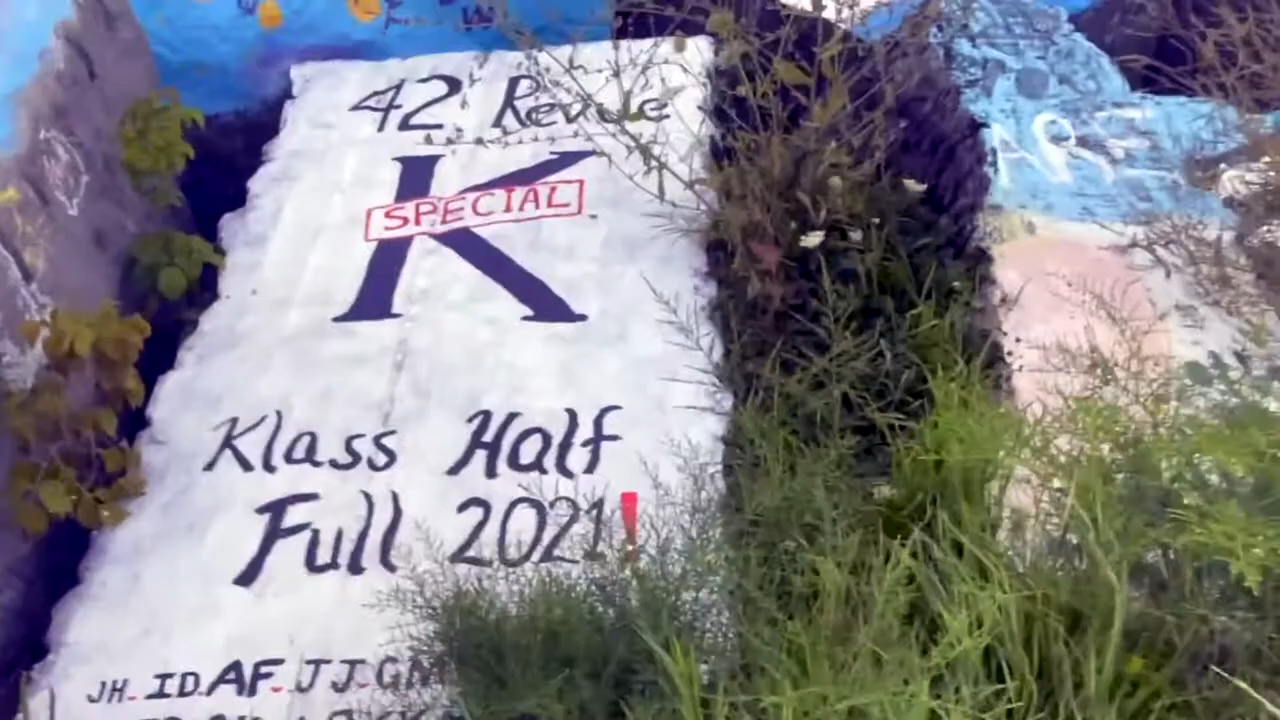 42 Revue
K
SPECIAL
Klass Half
Full 2021!
JH. ID. AF. JJ. GM